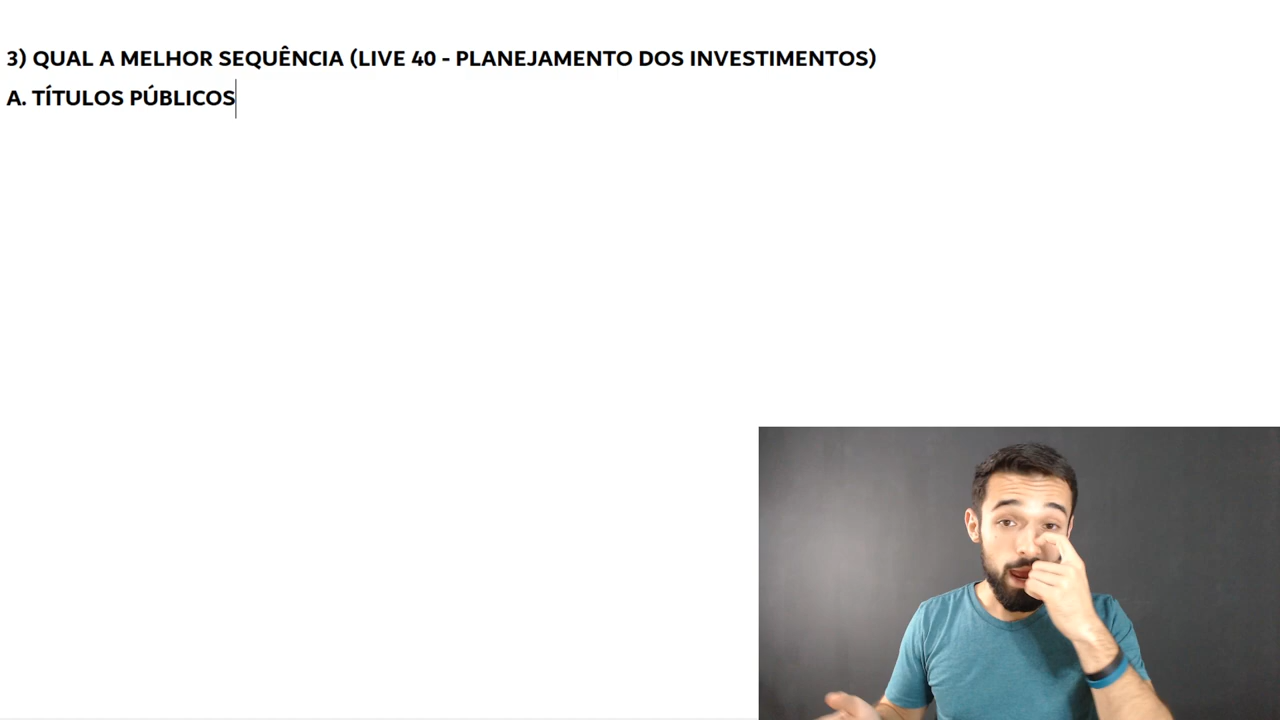 3) QUAL A MELHOR SEQUÊNCIA (LIVE 40 - PLANEJAMENTO DOS INVESTIMENTOS)
A. TÍTULOS PÚBLICOS